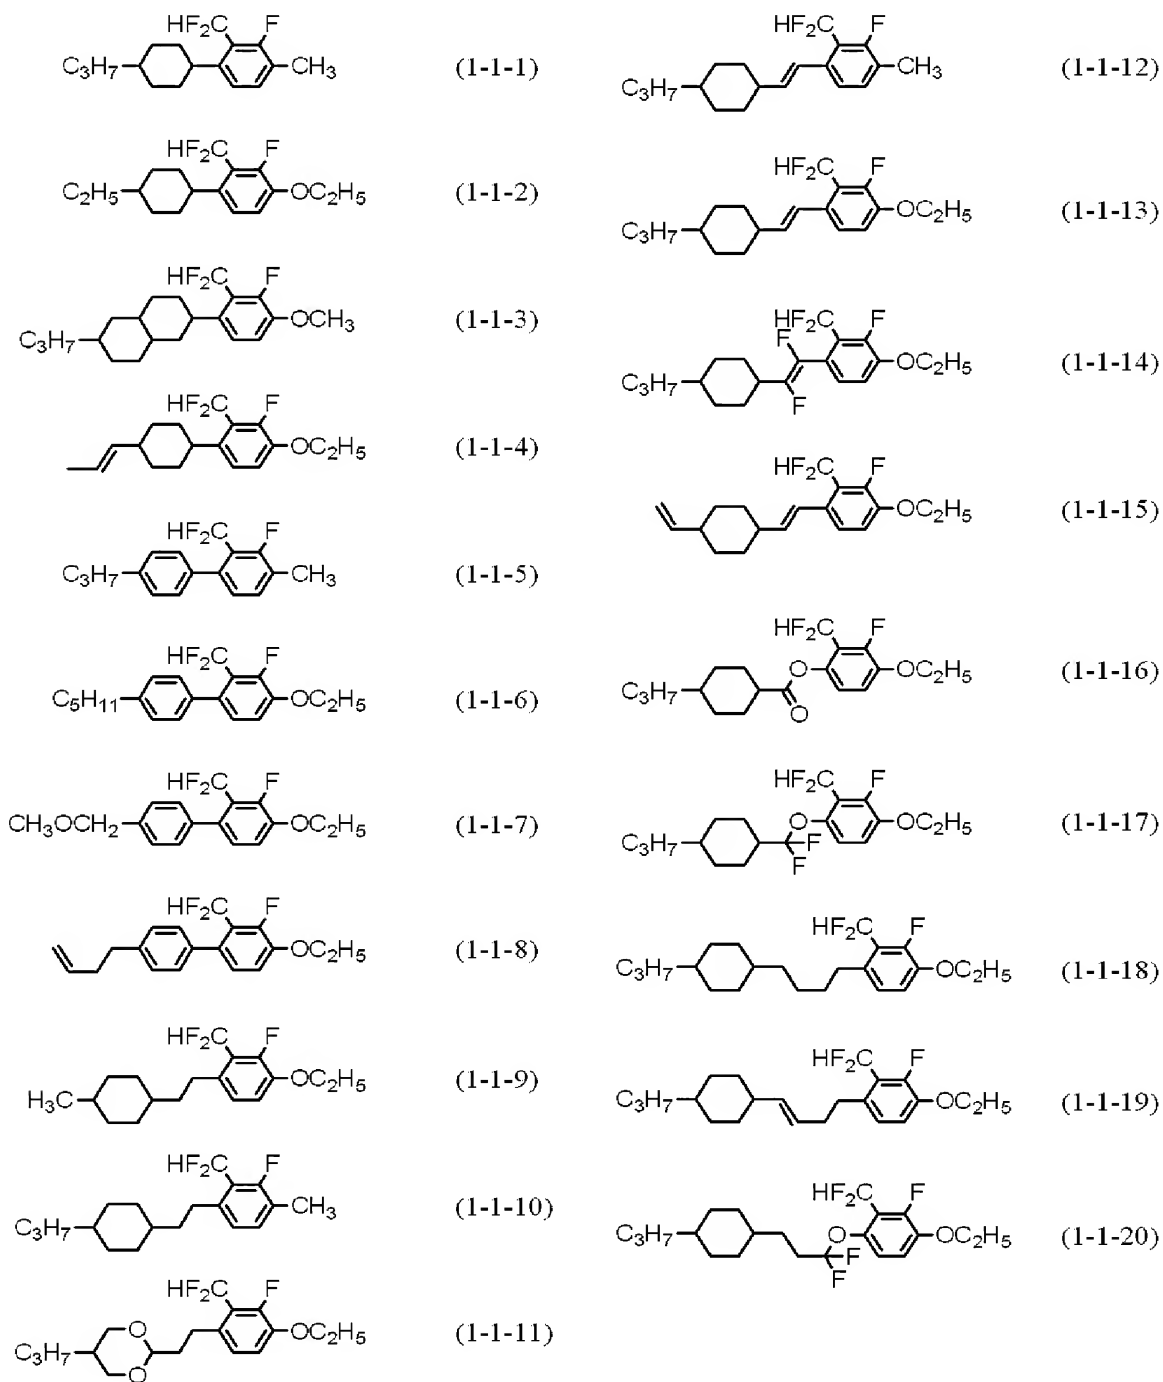 HF₂C F
C₃H₇ CH₃ (1-1-1)
HF₂C F
C₂H₅ OC₂H₅ (1-1-2)
HF₂C F
C₃H₇ OCH₃ (1-1-3)
HF₂C F
OC₂H₅ (1-1-4)
HF₂C F
C₃H₇ CH₃ (1-1-5)
HF₂C F
C₅H₁₁ OC₂H₅ (1-1-6)
HF₂C F
CH₃OCH₂ OC₂H₅ (1-1-7)
HF₂C F
OC₂H₅ (1-1-8)
HF₂C F
H₃C OC₂H₅ (1-1-9)
HF₂C F
C₃H₇ CH₃ (1-1-10)
HF₂C F
O OC₂H₅ (1-1-11)
C₃H₇
O
HF₂C F
CH₃ (1-1-12)
C₃H₇
HF₂C F
OC₂H₅ (1-1-13)
C₃H₇
HF₂C F
F
OC₂H₅ (1-1-14)
C₃H₇
F
HF₂C F
OC₂H₅ (1-1-15)
HF₂C F
O OC₂H₅ (1-1-16)
C₃H₇
O
HF₂C F
O OC₂H₅ (1-1-17)
C₃H₇ F
F
HF₂C F
C₃H₇ OC₂H₅ (1-1-18)
HF₂C F
C₃H₇ OC₂H₅ (1-1-19)
HF₂C F
C₃H₇ O OC₂H₅ (1-1-20)
F
F